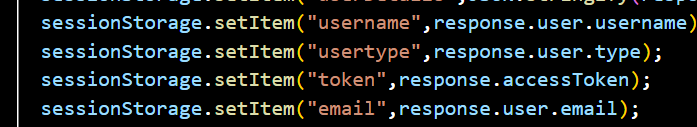 sessionStorage.setItem("username",response.user.username)
sessionStorage.setItem("usertype",response.user.type);
sessionStorage.setItem("token",response.accessToken);
sessionStorage.setItem("email",response.user.email);